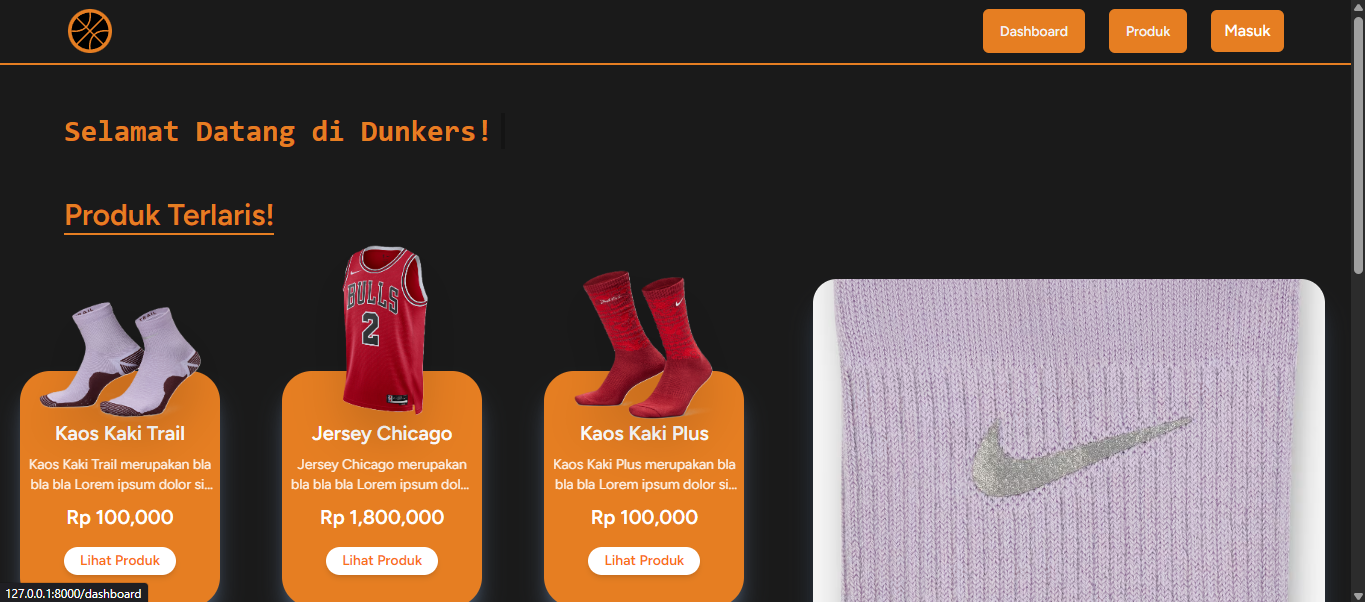 Dashboard
Produk
Masuk
Selamat Datang di Dunkers!
Produk Terlaris!
BULLS
2
Kaos Kaki Trail
Kaos Kaki Trail merupakan bla
bla bla Lorem ipsum dolor si...
Rp 100,000
Lihat Produk
Jersey Chicago
Jersey Chicago merupakan
bla bla bla Lorem ipsum dol...
Rp 1,800,000
Lihat Produk
Kaos Kaki Plus
Kaos Kaki Plus merupakan bla
bla bla Lorem ipsum dolor si...
Rp 100,000
Lihat Produk
127.0.0.1:8000/dashboard